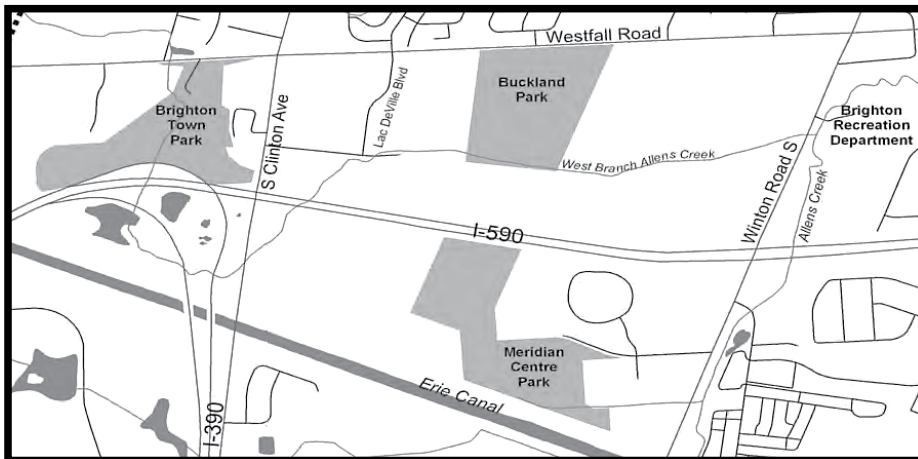 Westfall Road
Buckland
Park
Brighton
Town
Park
Lac DeVille Blvd
S Clinton Ave
Brighton
Recreation
Department
West Branch Allens Creek
Winton Road S
Allens Creek
I-590
Meridian
Centre
Park
Erie Canal
I-390